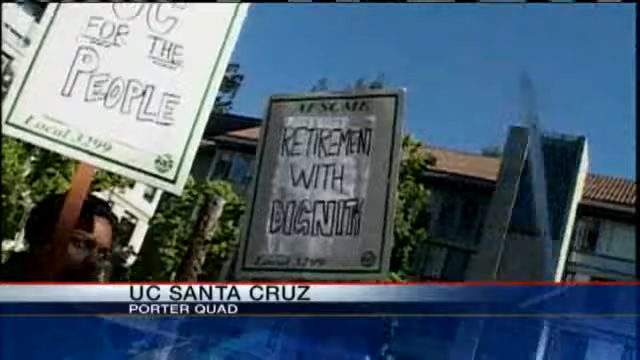 UC
FOR THE
PEOPLE
Local 3299
AFSCME
RETIREMENT
WITH
DIGNITY
Local 3299
UC SANTA CRUZ
PORTER QUAD